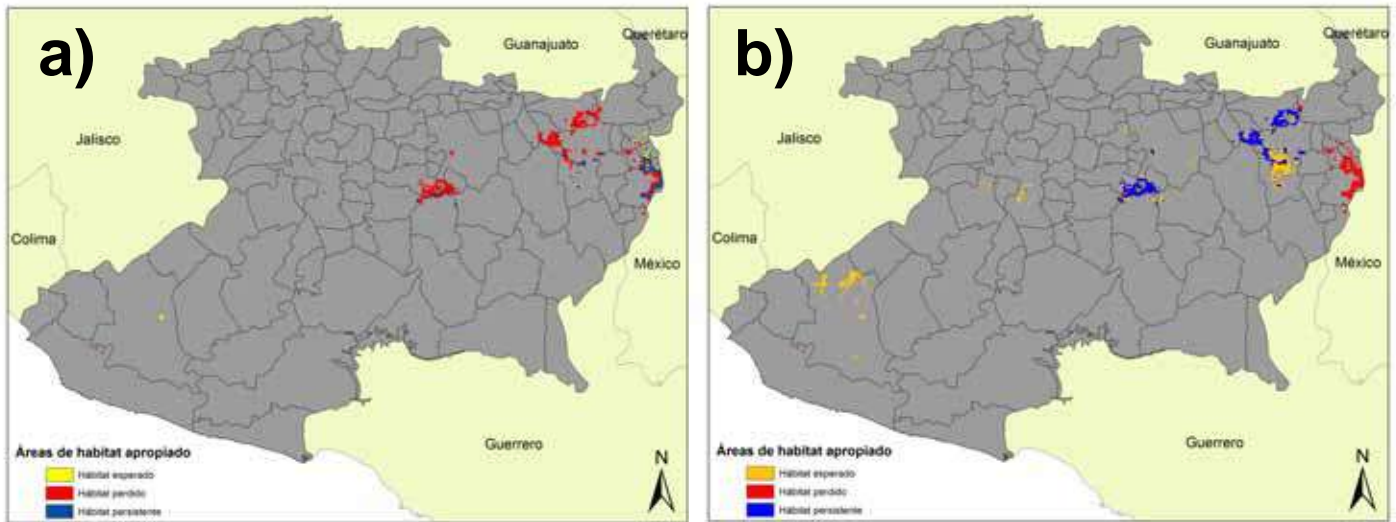 a)
Guanajuato
Querétaro
Jalisco
Colima
México
Guerrero
N
Áreas de habitat apropiado
Hábitat esperado
Hábitat perdido
Hábitat persistente
b)
Guanajuato
Querétaro
Jalisco
Colima
México
Guerrero
N
Áreas de habitat apropiado
Hábitat esperado
Hábitat perdido
Hábitat persistente